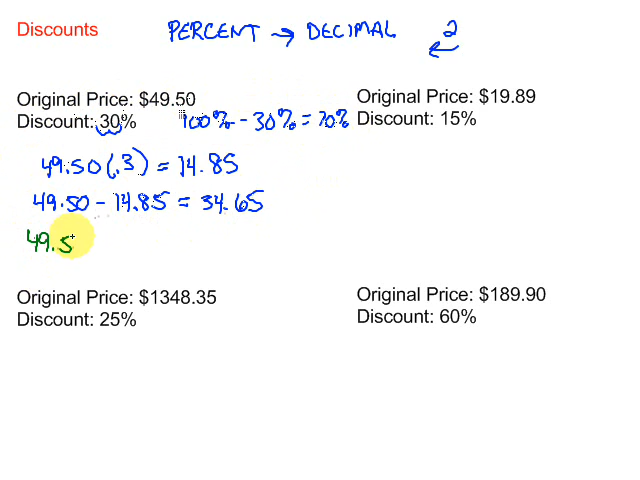 Discounts
PERCENT → DECIMAL 2
Original Price: $49.50
Discount: 30%
100% - 30% = 70%
49.50(.3) = 14.85
49.50 - 14.85 = 34.65
49.5
Original Price: $19.89
Discount: 15%
Original Price: $1348.35
Discount: 25%
Original Price: $189.90
Discount: 60%